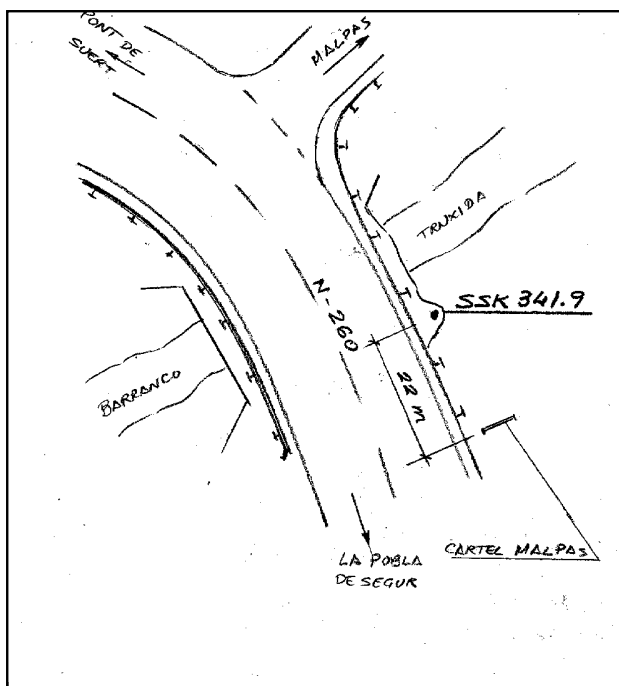 PONT DE
SUERT
MALPAS
TRUXIDA
SSK 341.9
N-260
22 m
BARRANCO
CARTEL MALPAS
LA POBLA
DE SEGUR